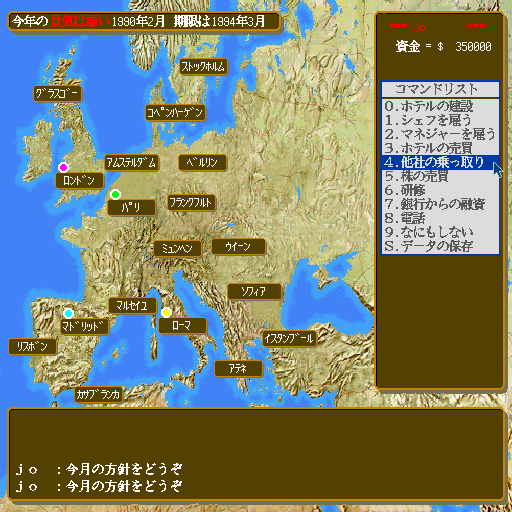 今年の景気は悪い1990年2月 期限は1994年3月
*** jo ***
資金 = $ 350000
コマンドリスト
0.ホテルの建設
1.シェフを雇う
2.マネジャーを雇う
3.ホテルの売買
4.他社の乗っ取り
5.株の売買
6.研修
7.銀行からの融資
8.電話
9.なにもしない
S.データの保存
ストックホルム
グラスゴー
コペンハーゲン
アムステルダム
ベルリン
ロンドン
パリ
フランクフルト
ミュンヘン
ウイーン
ソフィア
マルセイユ
マドリッド
ローマ
リスボン
イスタンブール
アテネ
カサブランカ
jo :今月の方針をどうぞ
jo :今月の方針をどうぞ